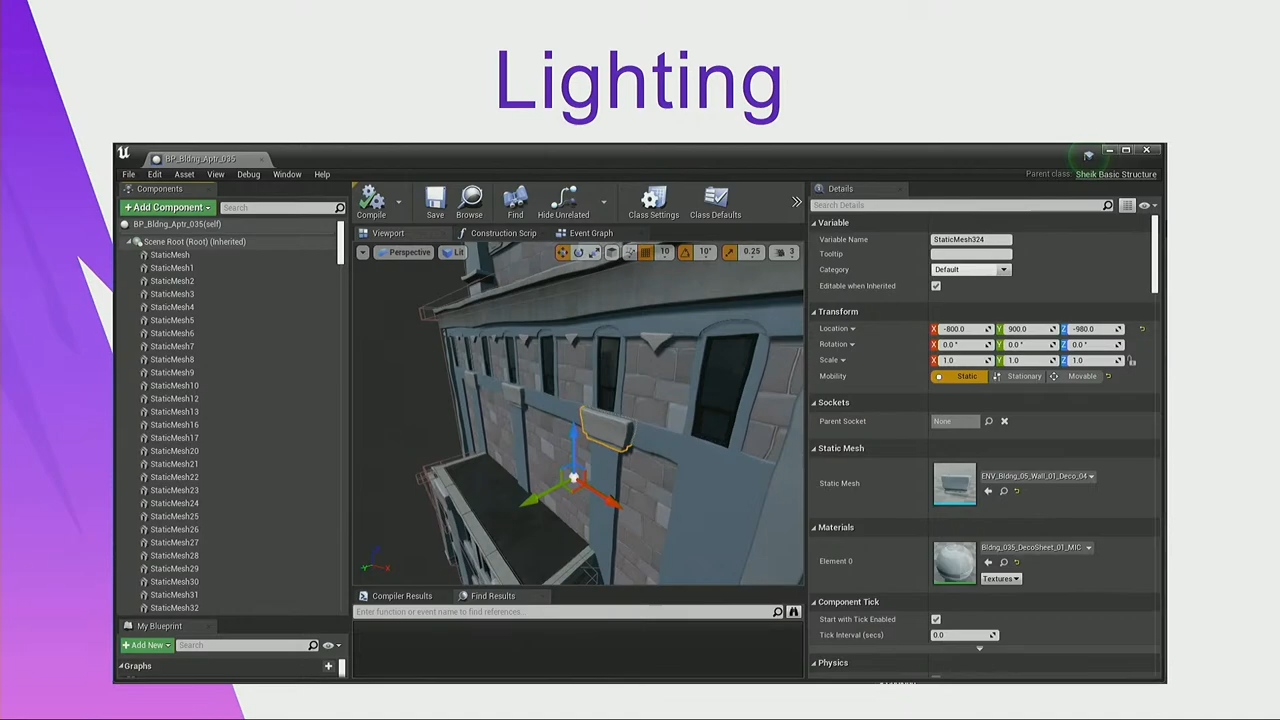 Lighting
BP_Bldng_Aptr_035
File Edit Asset View Debug Window Help
Parent class: Sheik Basic Structure
Components
+Add Component
Search
BP_Bldng_Aptr_035(self)
Scene Root (Root) (Inherited)
StaticMesh
StaticMesh1
StaticMesh2
StaticMesh3
StaticMesh4
StaticMesh5
StaticMesh6
StaticMesh7
StaticMesh8
StaticMesh9
StaticMesh10
StaticMesh12
StaticMesh13
StaticMesh16
StaticMesh17
StaticMesh20
StaticMesh21
StaticMesh22
StaticMesh23
StaticMesh24
StaticMesh25
StaticMesh26
StaticMesh27
StaticMesh28
StaticMesh29
StaticMesh30
StaticMesh31
StaticMesh32
My Blueprint
+Add New
Search
Graphs
Compile Save Browse Find Hide Unrelated Class Settings Class Defaults
Viewport Construction Scrip Event Graph
Perspective Lit 10 10° 0.25 3
Compiler Results Find Results
Enter function or event name to find references...
Details
Search Details
Variable
Variable Name StaticMesh324
Tooltip
Category Default
Editable when Inherited
Transform
Location X -800.0 Y 900.0 Z -980.0
Rotation X 0.0° Y 0.0° Z 0.0°
Scale X 1.0 Y 1.0 Z 1.0
Mobility Static Stationary Movable
Sockets
Parent Socket None
Static Mesh
Static Mesh ENV_Bldng_05_Wall_01_Deco_04
Materials
Element 0 Bldng_035_DecoSheet_01_MIC
Textures
Component Tick
Start with Tick Enabled
Tick Interval (secs) 0.0
Physics